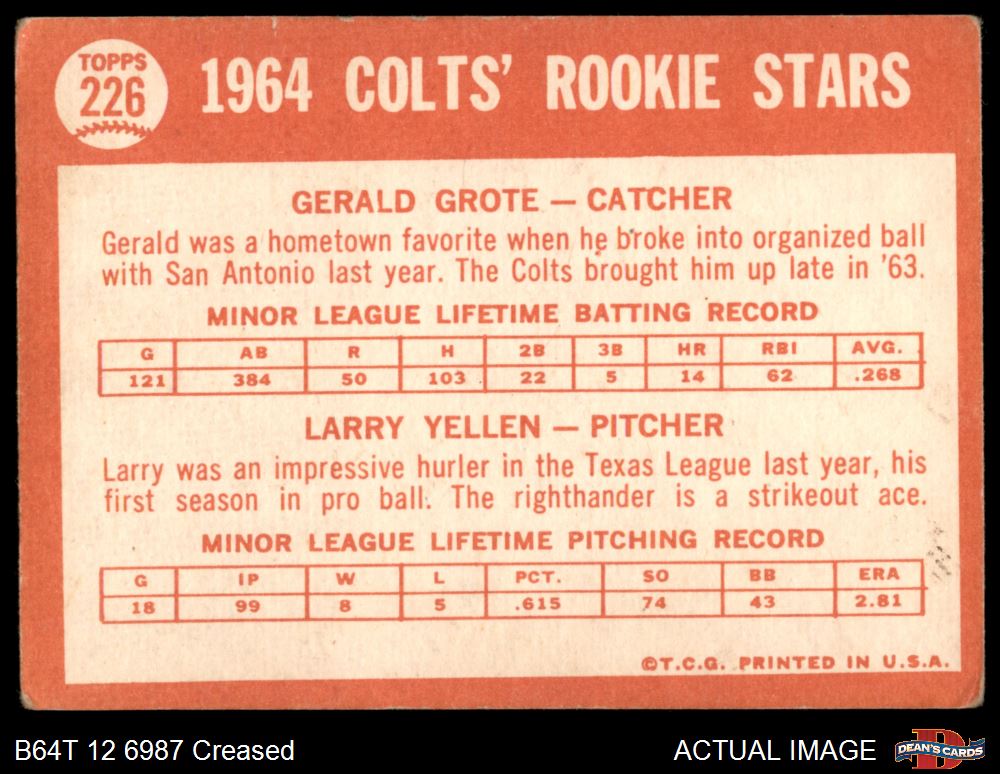 TOPPS
226
1964 COLTS' ROOKIE STARS
GERALD GROTE — CATCHER
Gerald was a hometown favorite when he broke into organized ball
with San Antonio last year. The Colts brought him up late in '63.
MINOR LEAGUE LIFETIME BATTING RECORD
G AB R H 2B 3B HR RBI AVG.
121 384 50 103 22 5 14 62 .268
LARRY YELLEN — PITCHER
Larry was an impressive hurler in the Texas League last year, his
first season in pro ball. The righthander is a strikeout ace.
MINOR LEAGUE LIFETIME PITCHING RECORD
G IP W L PCT. SO BB ERA
18 99 8 5 .615 74 43 2.81
©T.C.G. PRINTED IN U.S.A.
B64T 12 6987 Creased
ACTUAL IMAGE
D
DEAN'S CARDS